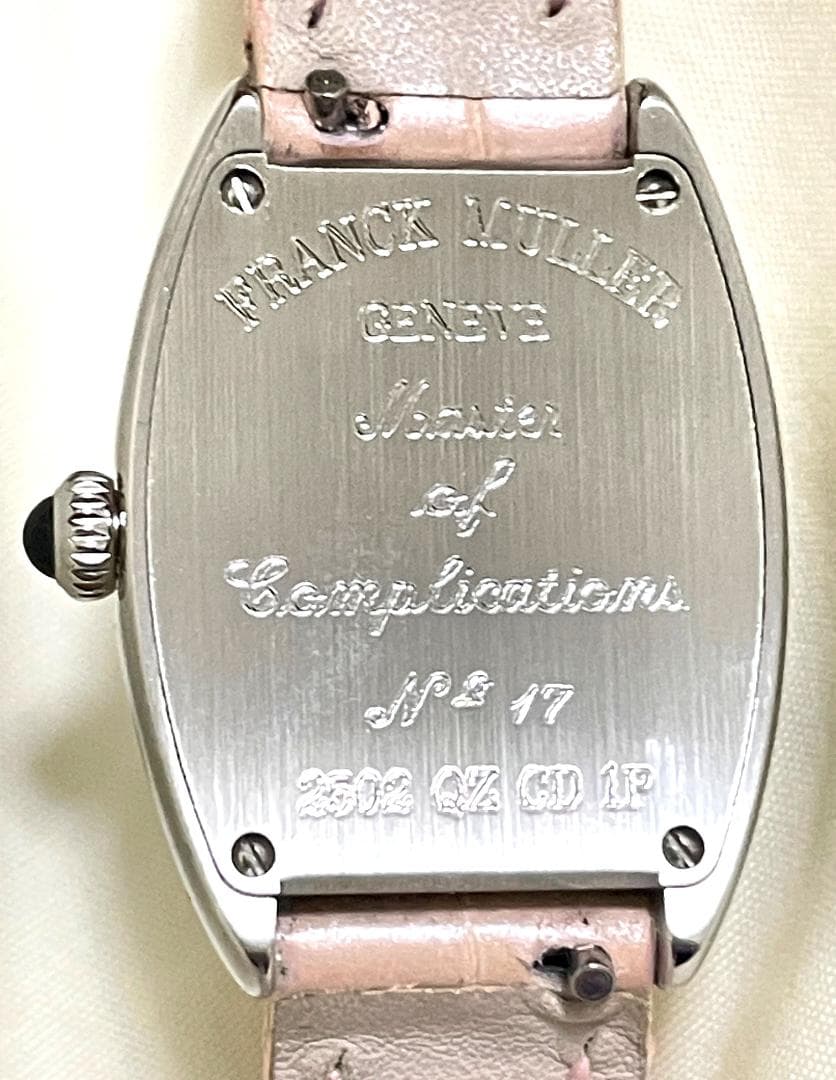 FRANCK MULLER
GENEVE
Master
of
Complications
Nº 17
2502 QZ CD 1P